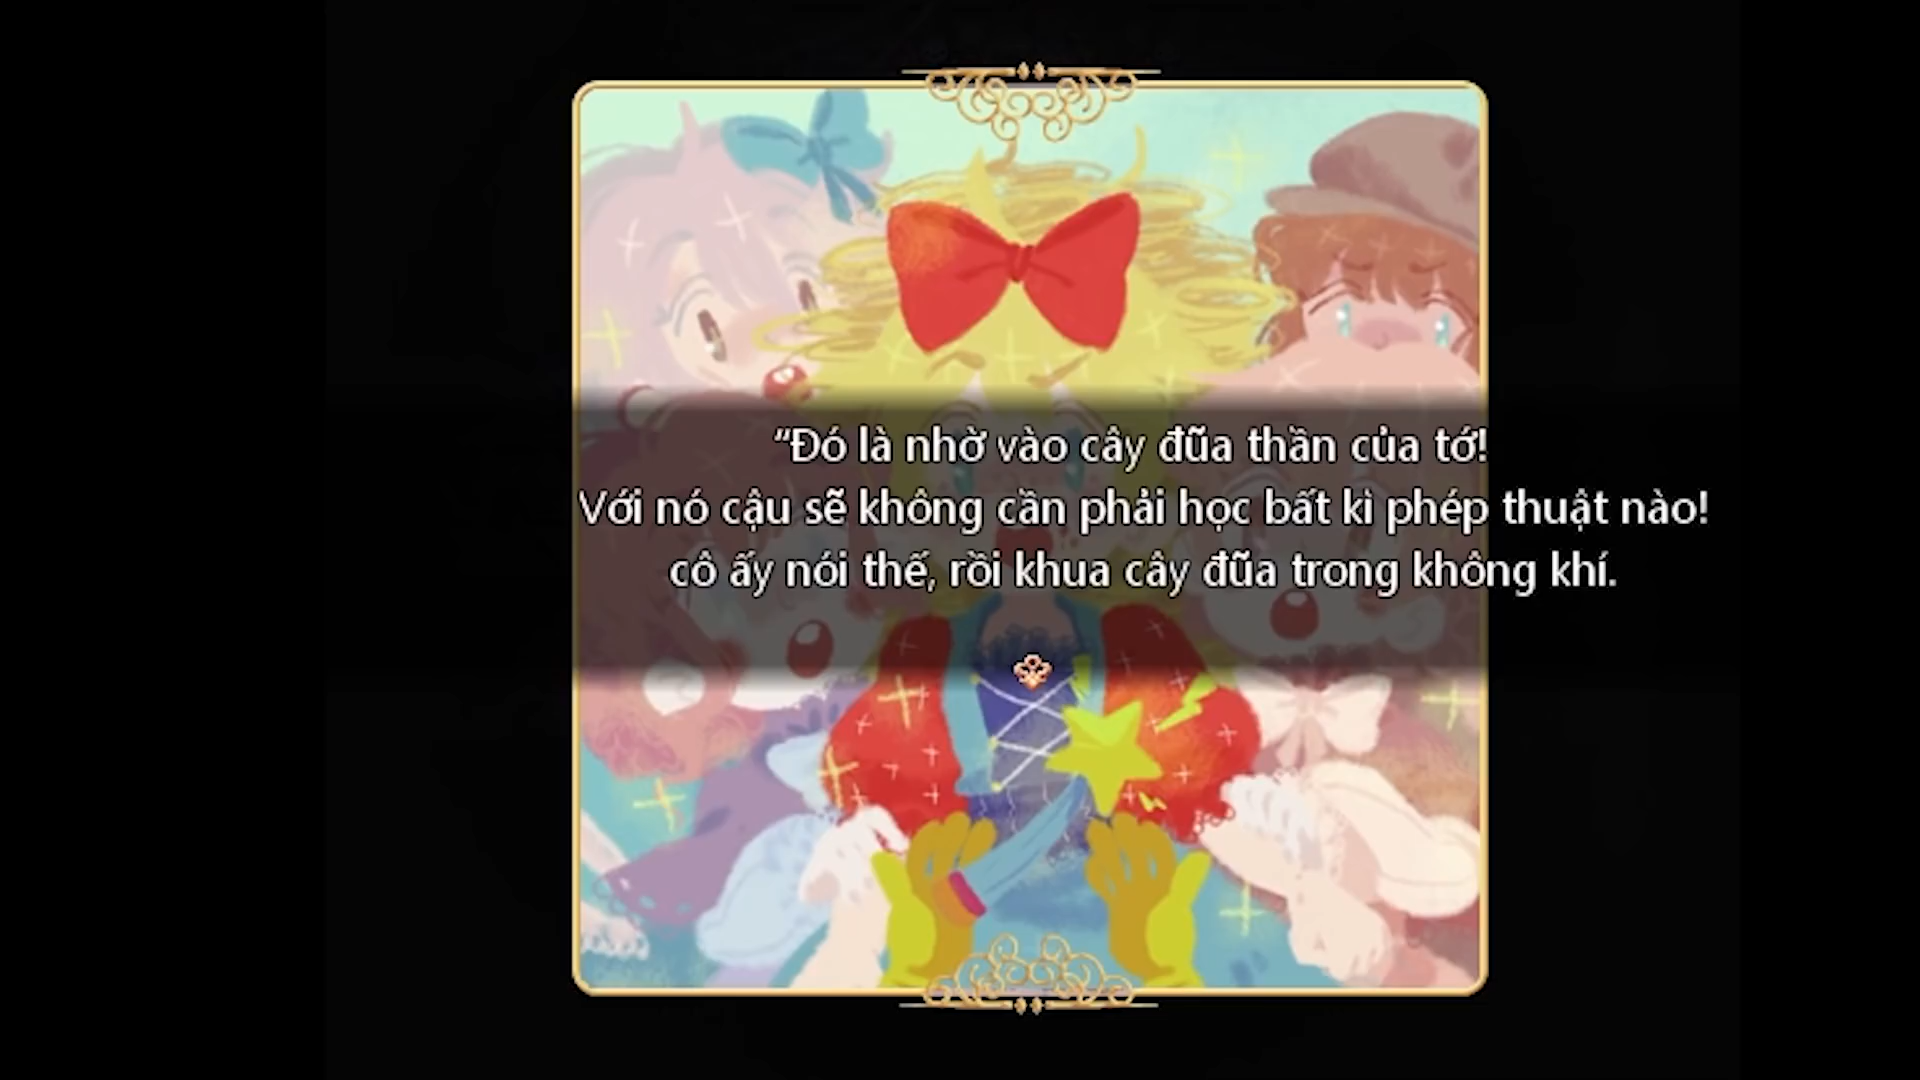 “Đó là nhờ vào cây đũa thần của tớ!
Với nó cậu sẽ không cần phải học bất kì phép thuật nào!
cô ấy nói thế, rồi khua cây đũa trong không khí.